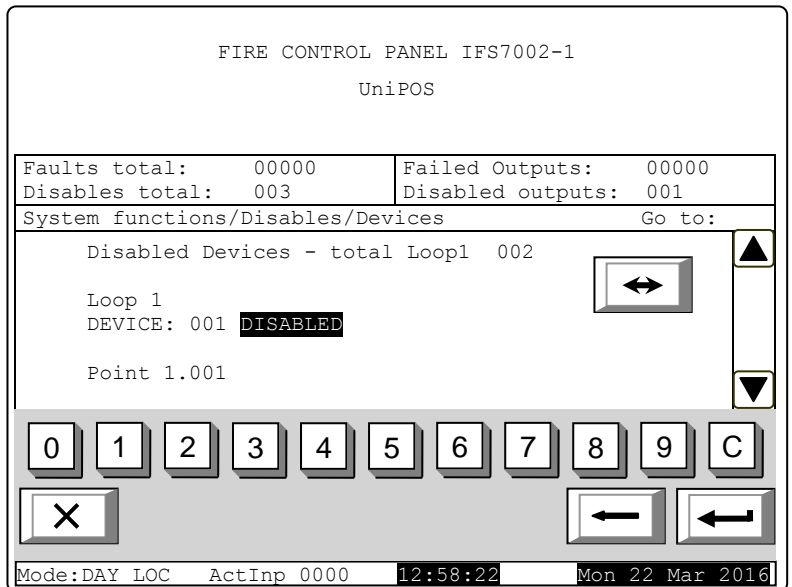 FIRE CONTROL PANEL IFS7002-1
UniPOS
Faults total: 00000 Failed Outputs: 00000
Disables total: 003 Disabled outputs: 001
System functions/Disables/Devices Go to:
Disabled Devices - total Loop1 002
Loop 1
DEVICE: 001 DISABLED
Point 1.001
0 1 2 3 4 5 6 7 8 9 C
Mode:DAY LOC ActInp 0000 12:58:22 Mon 22 Mar 2016